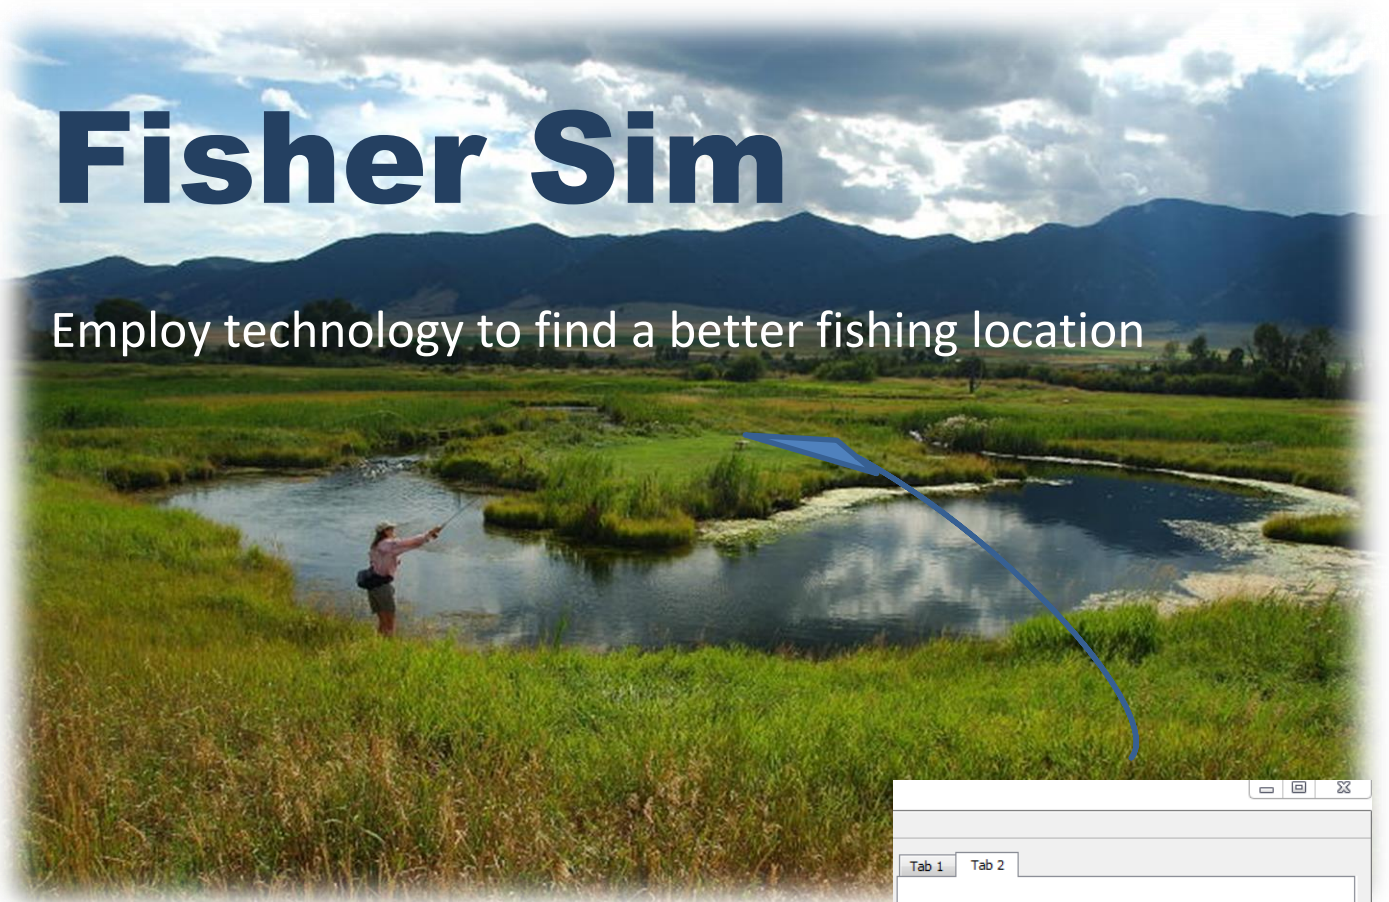 Fisher Sim
Employ technology to find a better fishing location
Tab 1 Tab 2